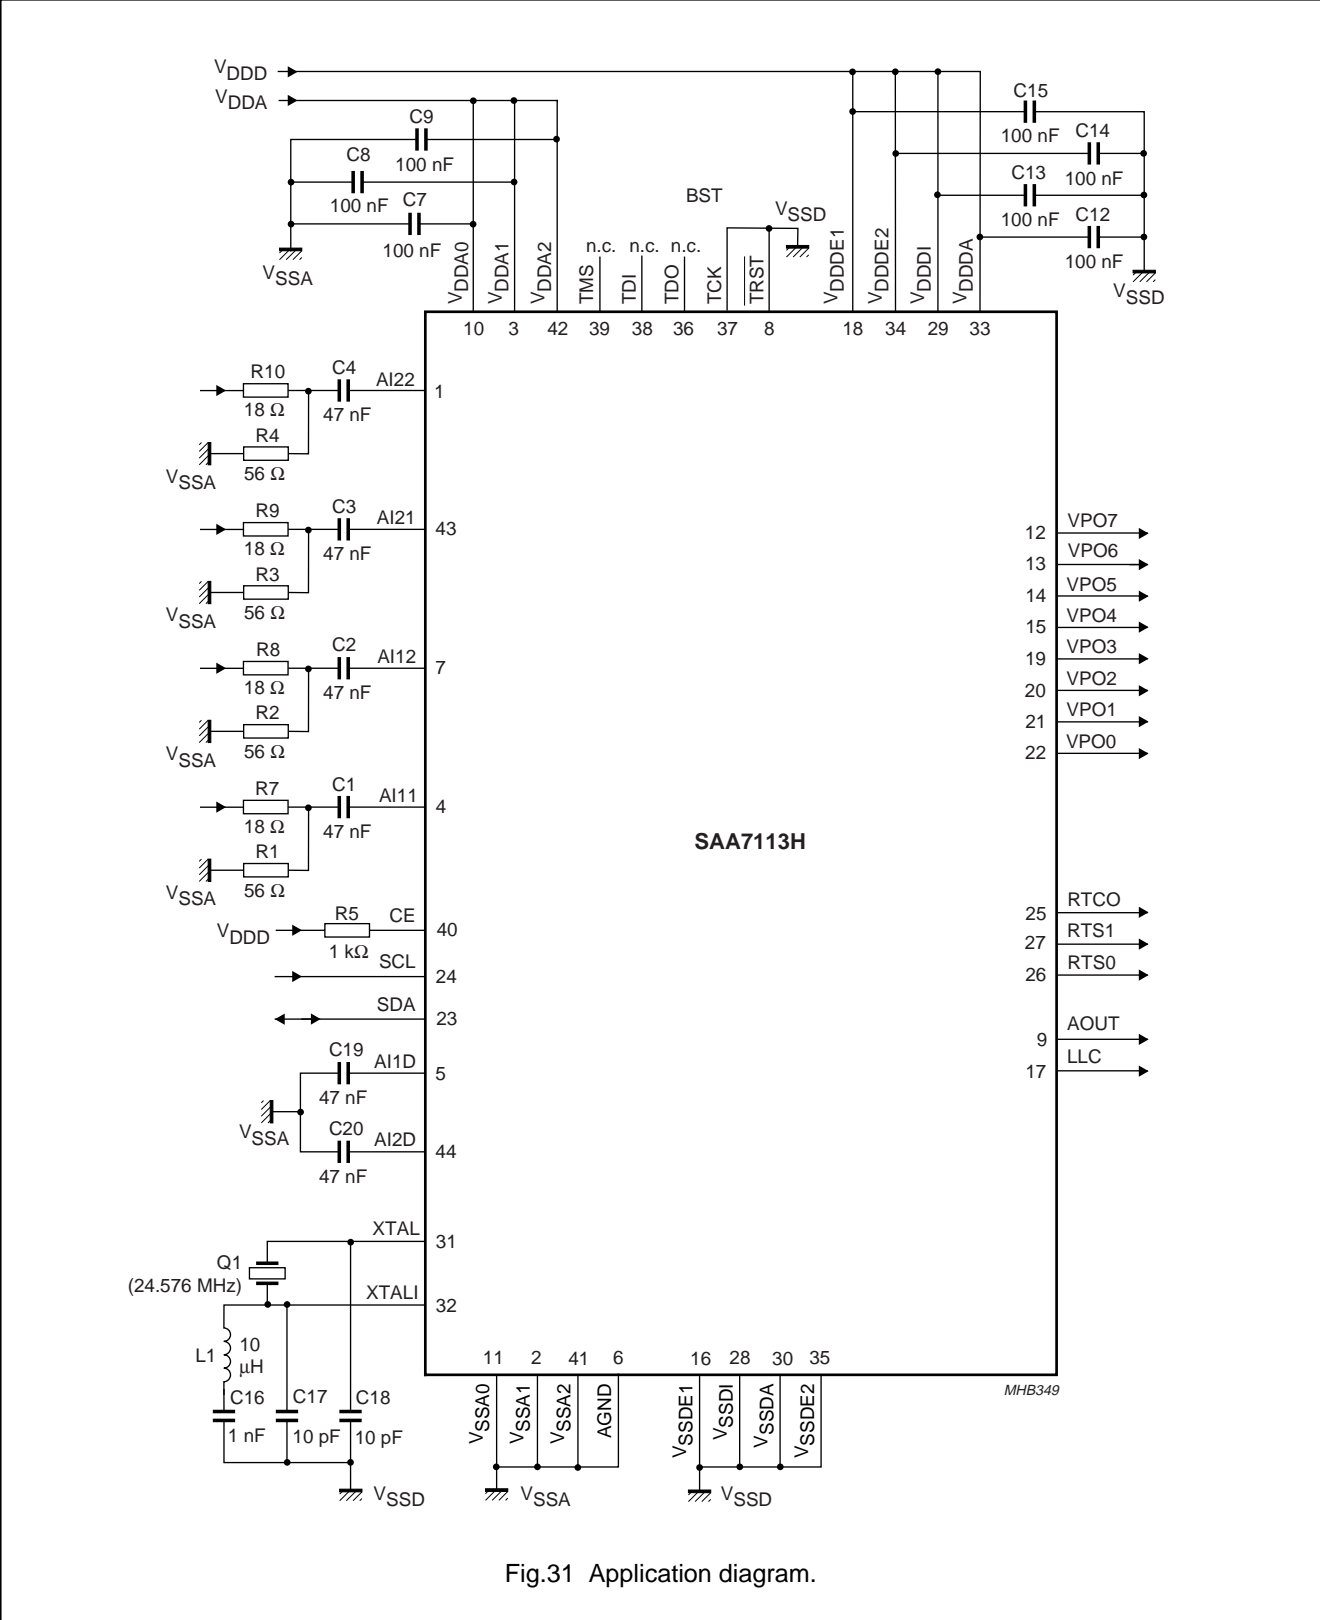 VDDD
VDDA
C9
100 nF
C8
100 nF
C7
100 nF
VSSA
C15
100 nF
C14
100 nF
C13
100 nF
C12
100 nF
VSSD
BST
VSSD
n.c. n.c. n.c.
VDDA0 VDDA1 VDDA2 TMS TDI TDO TCK TRST VDDDE1 VDDDE2 VDDDI VDDDA
10 3 42 39 38 36 37 8 18 34 29 33
R10
18 Ω
C4
47 nF
AI22
1
R4
56 Ω
VSSA
R9
18 Ω
C3
47 nF
AI21
43
R3
56 Ω
VSSA
R8
18 Ω
C2
47 nF
AI12
7
R2
56 Ω
VSSA
R7
18 Ω
C1
47 nF
AI11
4
R1
56 Ω
VSSA
VDDD
R5
1 kΩ
CE
40
SCL
24
SDA
23
C19
47 nF
AI1D
5
VSSA
C20
47 nF
AI2D
44
XTAL
31
Q1
(24.576 MHz)
XTALI
32
L1
10
μH
C16
1 nF
C17
10 pF
C18
10 pF
VSSD
SAA7113H
12 VPO7
13 VPO6
14 VPO5
15 VPO4
19 VPO3
20 VPO2
21 VPO1
22 VPO0
25 RTCO
27 RTS1
26 RTS0
9 AOUT
17 LLC
11 2 41 6 16 28 30 35
VSSA0 VSSA1 VSSA2 AGND VSSDE1 VSSDI VSSDA VSSDE2
VSSA
VSSD
MHB349
Fig.31 Application diagram.